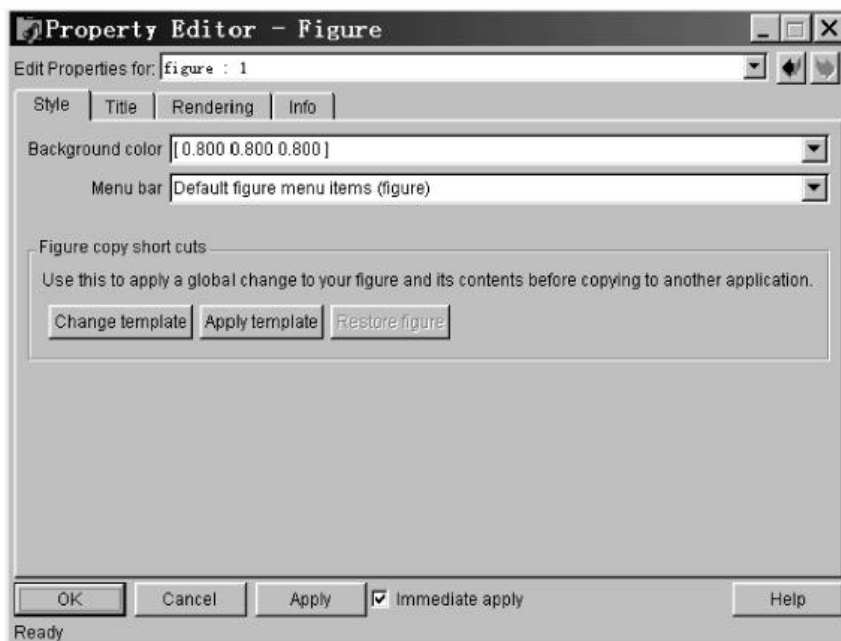 Property Editor - Figure
Edit Properties for: figure : 1
Style Title Rendering Info
Background color [ 0.800 0.800 0.800 ]
Menu bar Default figure menu items (figure)
Figure copy short cuts
Use this to apply a global change to your figure and its contents before copying to another application.
Change template Apply template Restore figure
OK Cancel Apply Immediate apply Help
Ready